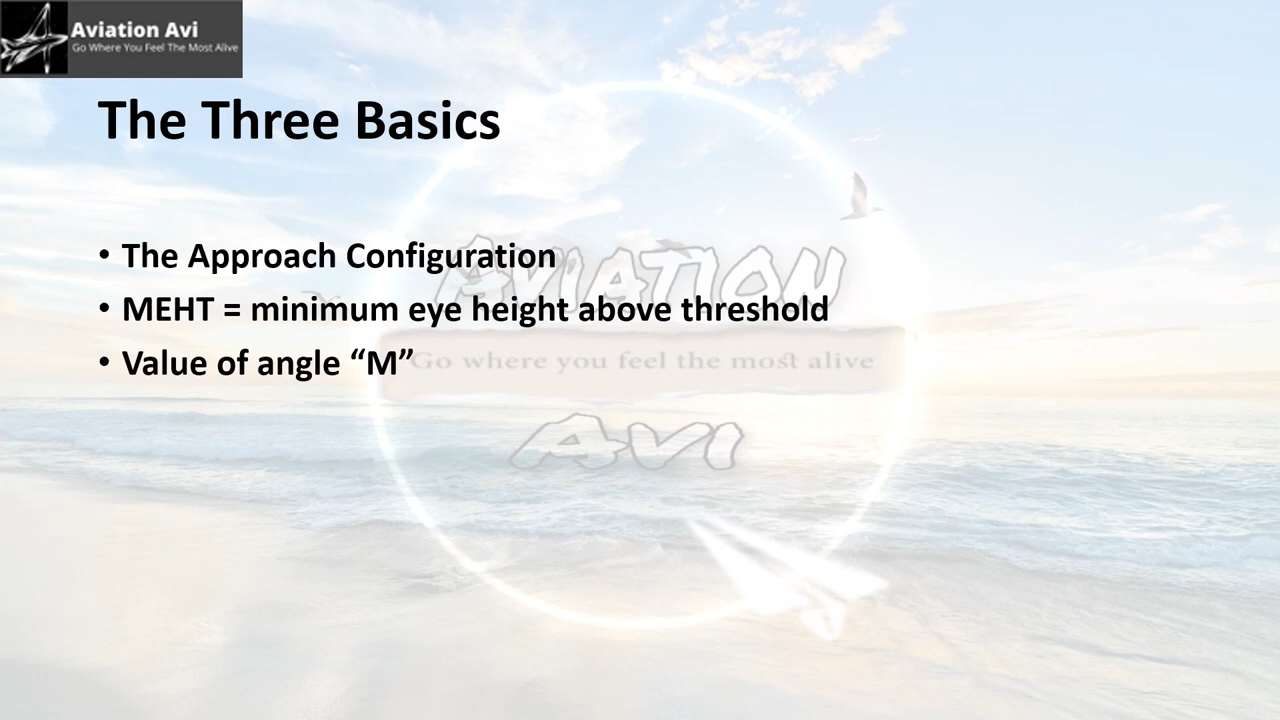 Aviation Avi
Go Where You Feel The Most Alive
The Three Basics
• The Approach Configuration
• MEHT = minimum eye height above threshold
• Value of angle “M”
AVIATION
Go where you feel the most alive
AVI